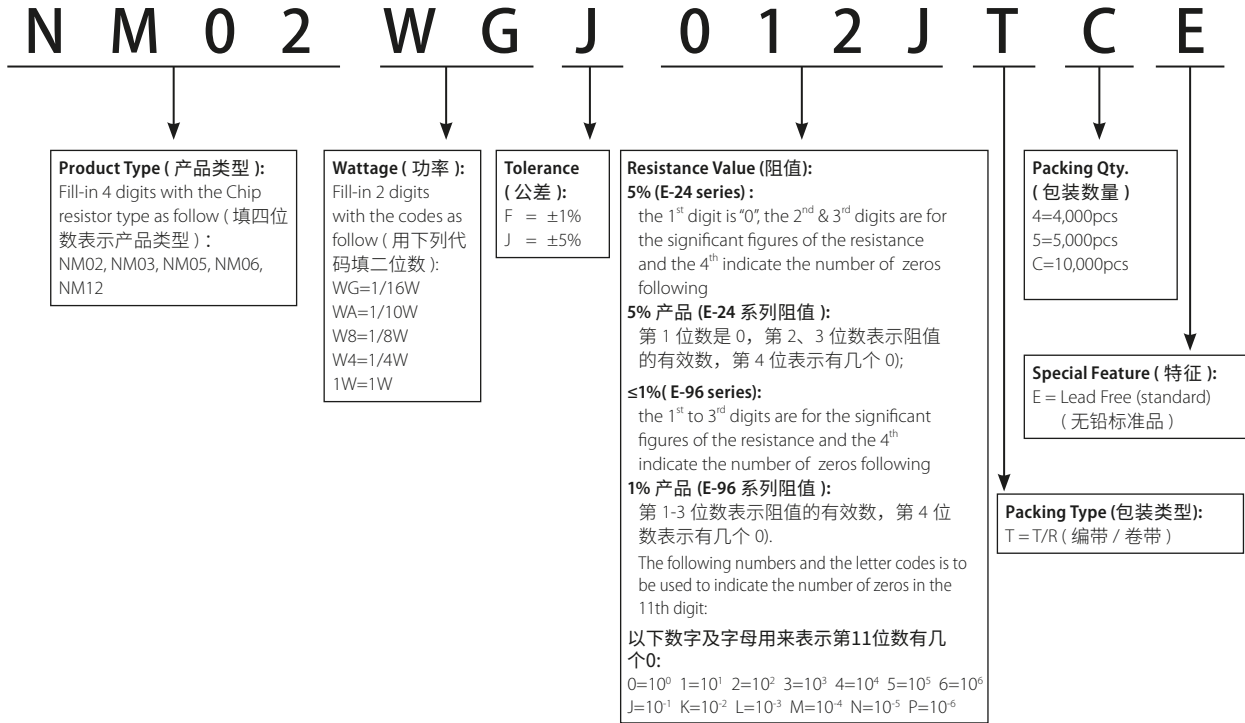 N M 0 2 W G J 0 1 2 J T C E
Product Type ( 产品类型 ):
Fill-in 4 digits with the Chip
resistor type as follow ( 填四位
数表示产品类型 ) :
NM02, NM03, NM05, NM06,
NM12
Wattage ( 功率 ):
Fill-in 2 digits
with the codes as
follow ( 用下列代
码填二位数 ):
WG=1/16W
WA=1/10W
W8=1/8W
W4=1/4W
1W=1W
Tolerance
( 公差 ):
F = ±1%
J = ±5%
Resistance Value (阻值):
5% (E-24 series) :
the 1st digit is “0”, the 2nd & 3rd digits are for
the significant figures of the resistance
and the 4th indicate the number of zeros
following
5% 产品 (E-24 系列阻值 ):
第 1 位数是 0，第 2、3 位数表示阻值
的有效数，第 4 位表示有几个 0);
≤1%( E-96 series):
the 1st to 3rd digits are for the significant
figures of the resistance and the 4th
indicate the number of zeros following
1% 产品 (E-96 系列阻值 ):
第 1-3 位数表示阻值的有效数，第 4 位
数表示有几个 0).
The following numbers and the letter codes is to
be used to indicate the number of zeros in the
11th digit:
以下数字及字母用来表示第11位数有几
个0:
0=10⁰ 1=10¹ 2=10² 3=10³ 4=10⁴ 5=10⁵ 6=10⁶
J=10⁻¹ K=10⁻² L=10⁻³ M=10⁻⁴ N=10⁻⁵ P=10⁻⁶
Packing Qty.
( 包装数量 )
4=4,000pcs
5=5,000pcs
C=10,000pcs
Special Feature ( 特征 ):
E = Lead Free (standard)
( 无铅标准品 )
Packing Type (包装类型):
T = T/R ( 编带 / 卷带 )